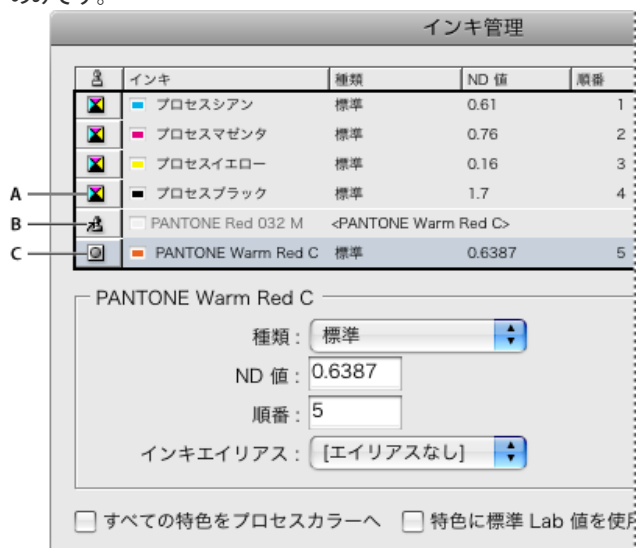 のみです。
インキ管理
インキ 種類 ND 値 順番
プロセスシアン 標準 0.61 1
プロセスマゼンタ 標準 0.76 2
プロセスイエロー 標準 0.16 3
A プロセスブラック 標準 1.7 4
B PANTONE Red 032 M <PANTONE Warm Red C>
C PANTONE Warm Red C 標準 0.6387 5
PANTONE Warm Red C
種類 : 標準
ND 値 : 0.6387
順番 : 5
インキエイリアス : [エイリアスなし]
すべての特色をプロセスカラーへ 特色に標準 Lab 値を使